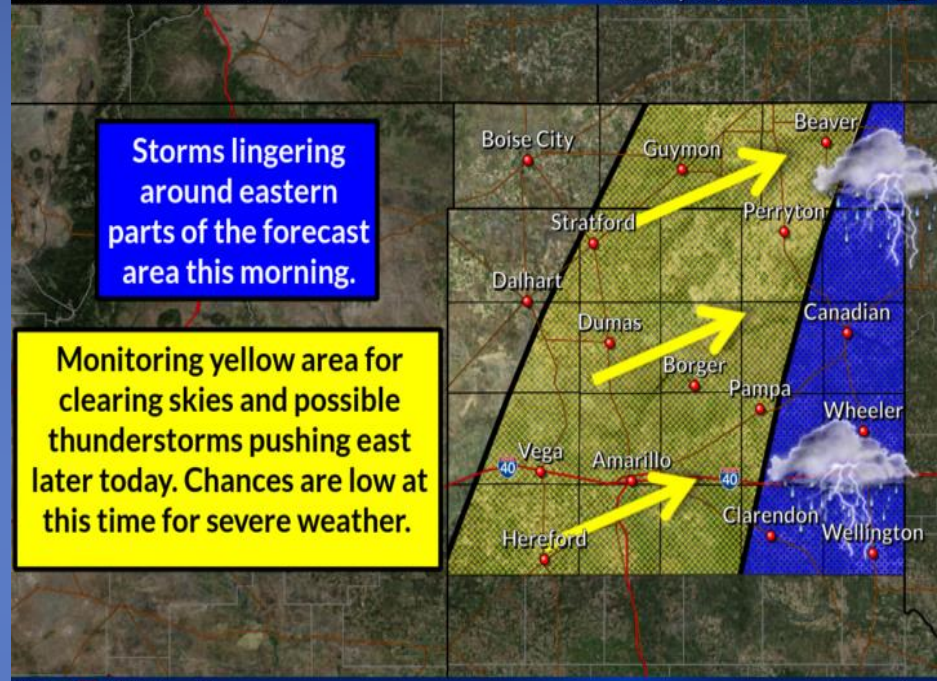 Storms lingering
around eastern
parts of the forecast
area this morning.
Monitoring yellow area for
clearing skies and possible
thunderstorms pushing east
later today. Chances are low at
this time for severe weather.
Boise City
Guymon
Beaver
Stratford
Perryton
Dalhart
Dumas
Canadian
Borger
Pampa
Wheeler
40
Vega
Amarillo
40
Clarendon
Wellington
Hereford